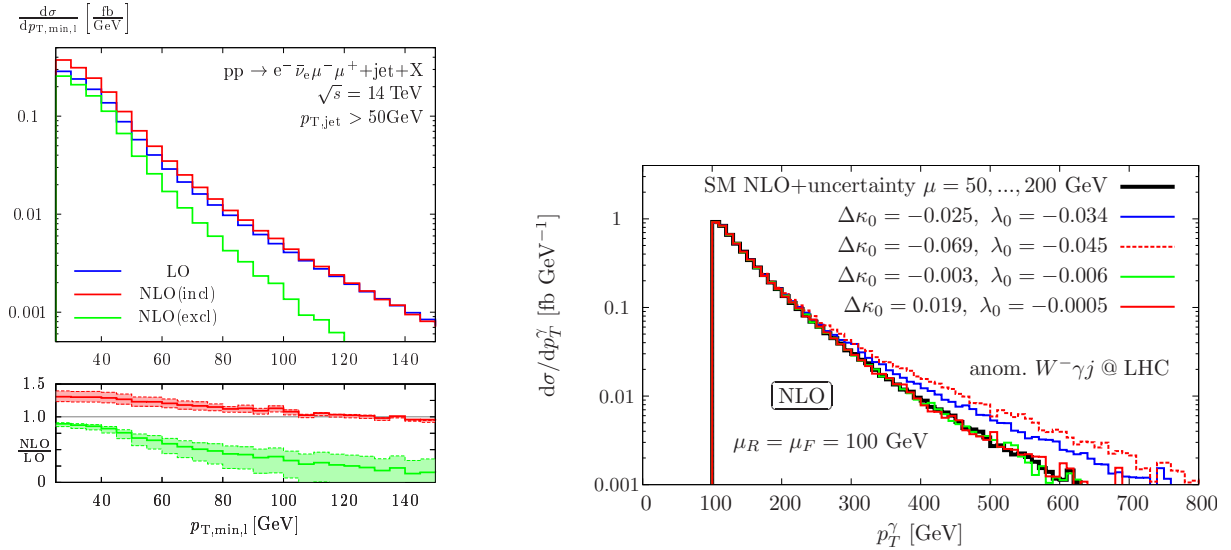 dσ/dp_T,min,l [fb/GeV]
pp → e⁻ ν̄_e μ⁻ μ⁺+jet+X
√s = 14 TeV
p_T,jet > 50GeV
0.1
0.01
0.001
LO
NLO(incl)
NLO(excl)
40 60 80 100 120 140
1.5
1.0
NLO/LO
0
40 60 80 100 120 140
p_T,min,l [GeV]
SM NLO+uncertainty μ = 50, ..., 200 GeV
Δκ₀ = −0.025, λ₀ = −0.034
Δκ₀ = −0.069, λ₀ = −0.045
Δκ₀ = −0.003, λ₀ = −0.006
Δκ₀ = 0.019, λ₀ = −0.0005
dσ/dp_T^γ [fb GeV⁻¹]
1
0.1
0.01
0.001
anom. W⁻γj @ LHC
NLO
μ_R = μ_F = 100 GeV
0 100 200 300 400 500 600 700 800
p_T^γ [GeV]